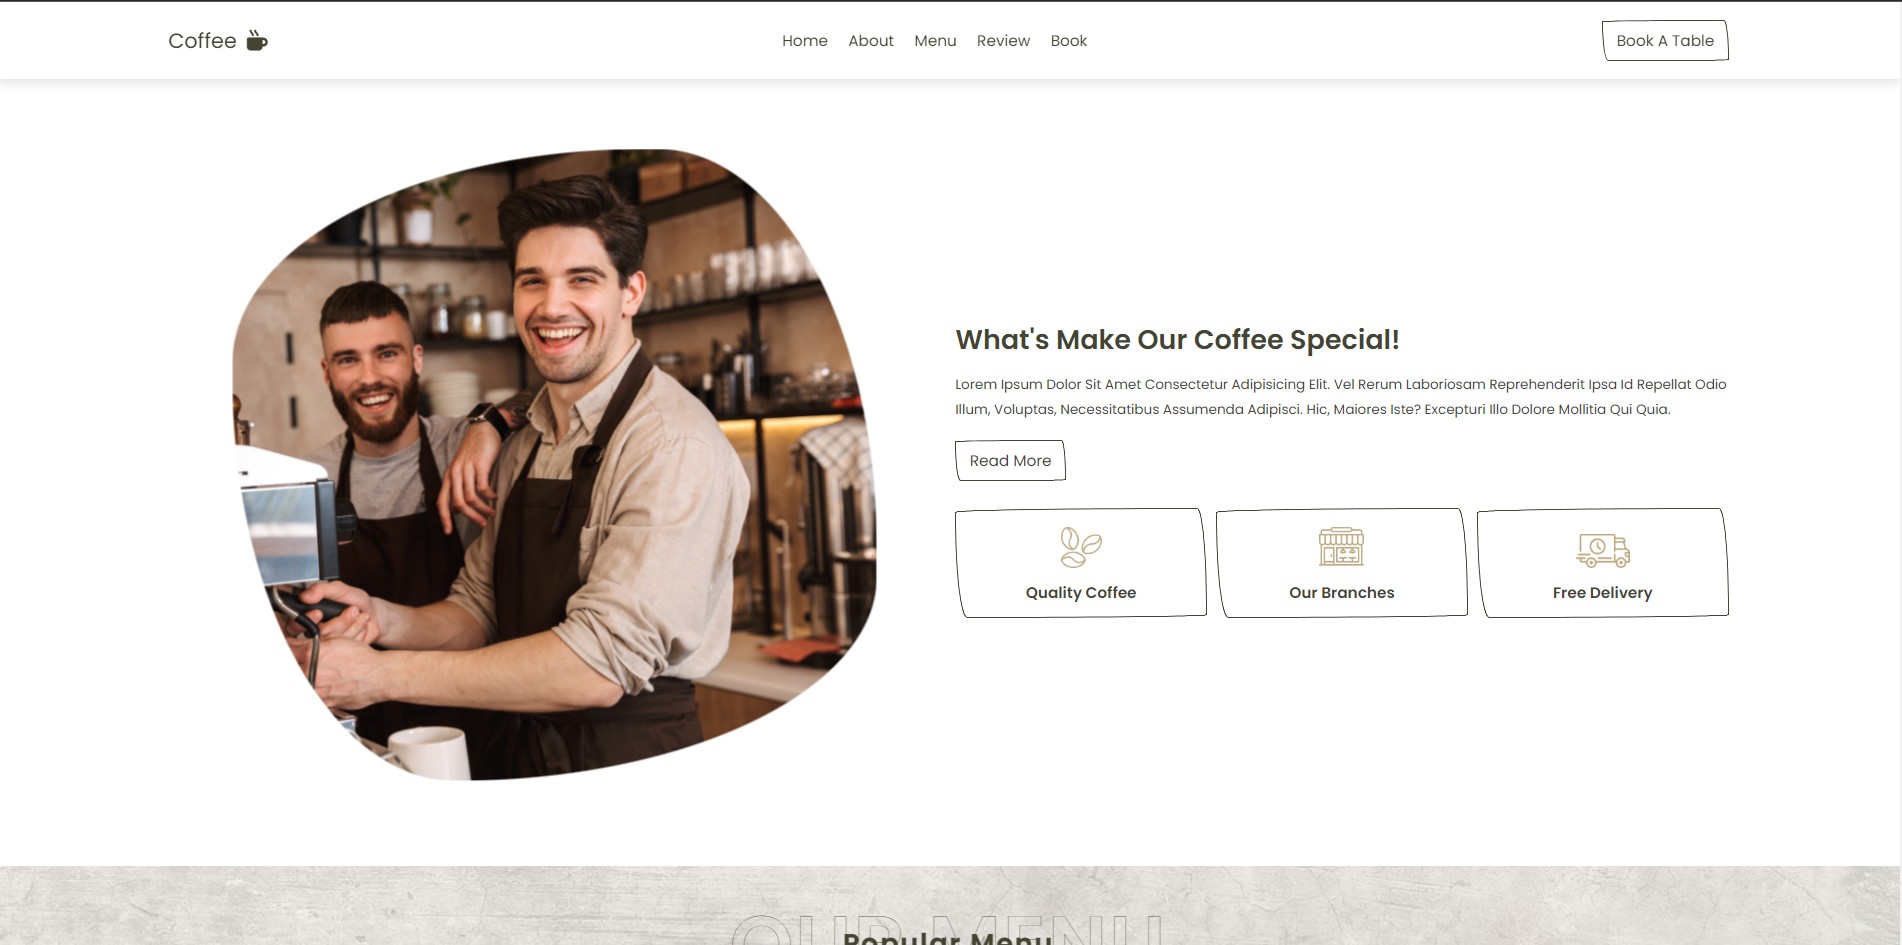 Coffee
Home About Menu Review Book
Book A Table
What's Make Our Coffee Special!
Lorem Ipsum Dolor Sit Amet Consectetur Adipisicing Elit. Vel Rerum Laboriosam Reprehenderit Ipsa Id Repellat Odio
Illum, Voluptas, Necessitatibus Assumenda Adipisci. Hic, Maiores Iste? Excepturi Illo Dolore Mollitia Qui Quia.
Read More
Quality Coffee
Our Branches
Free Delivery
OUR MENU
Popular Menu